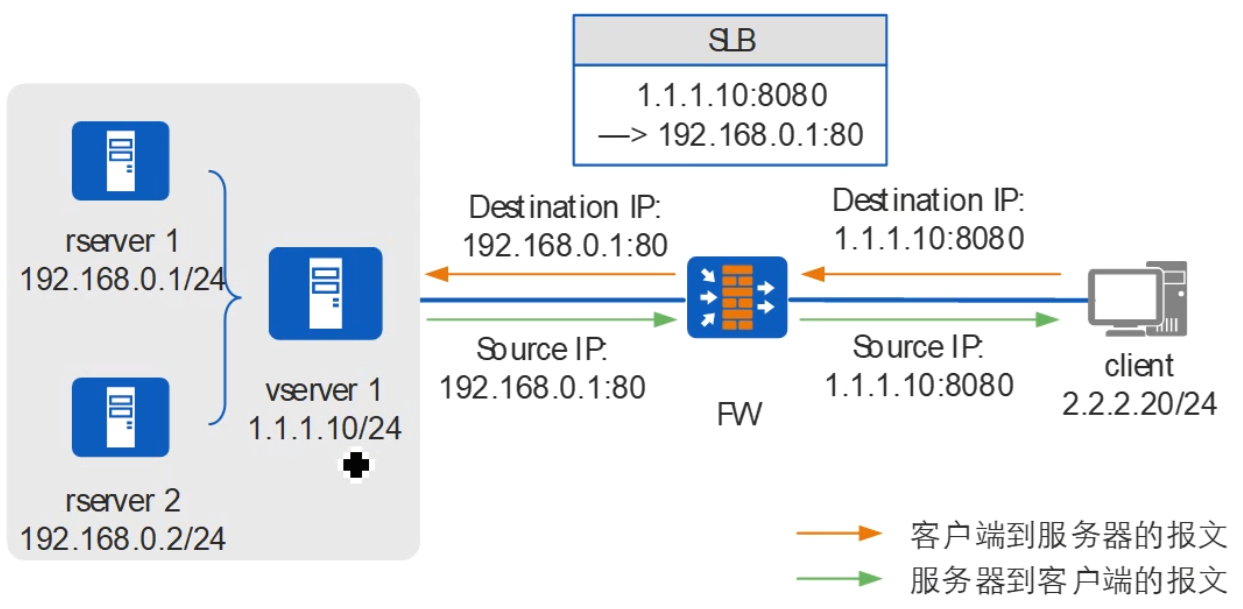 SLB
1.1.1.10:8080
—> 192.168.0.1:80
rserver 1
192.168.0.1/24
Destination IP:
192.168.0.1:80
Destination IP:
1.1.1.10:8080
Source IP:
192.168.0.1:80
Source IP:
1.1.1.10:8080
vserver 1
1.1.1.10/24
FW
client
2.2.2.20/24
rserver 2
192.168.0.2/24
客户端到服务器的报文
服务器到客户端的报文